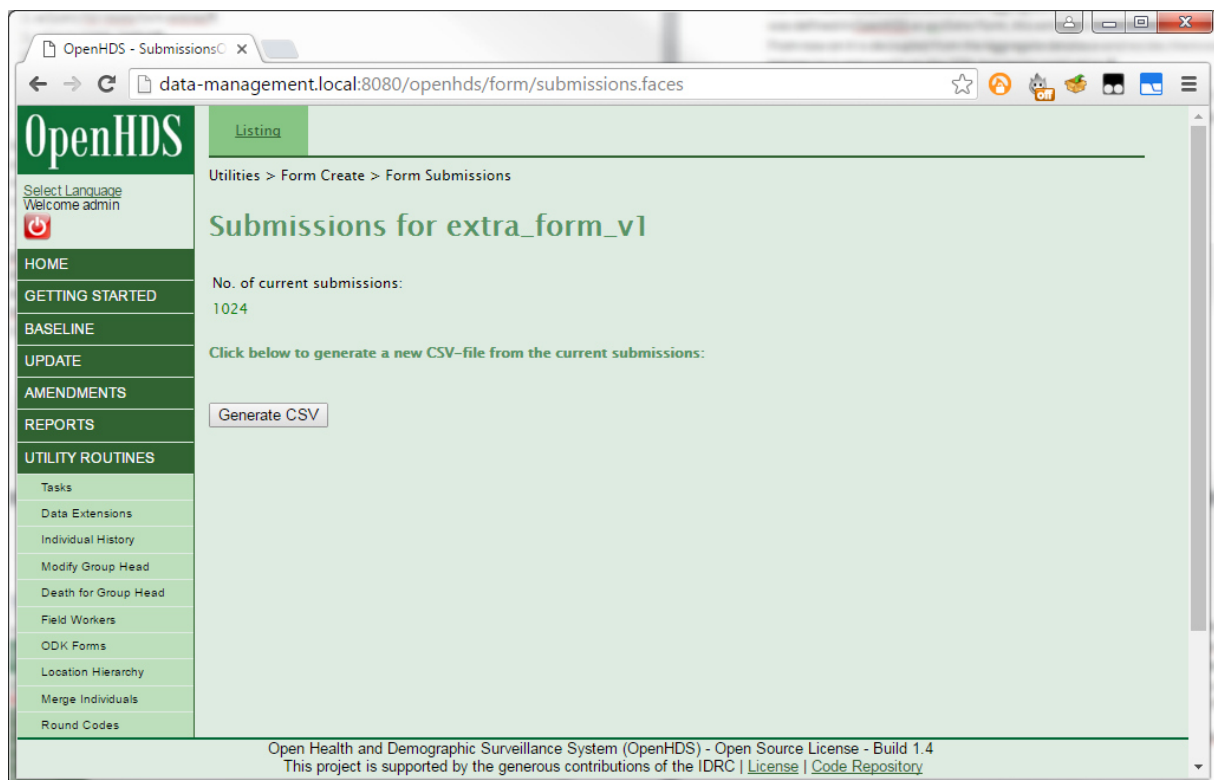 OpenHDS - SubmissionsC
data-management.local:8080/openhds/form/submissions.faces
off
OpenHDS
Listing
Select Language
Welcome admin
Utilities > Form Create > Form Submissions
Submissions for extra_form_v1
No. of current submissions:
1024
Click below to generate a new CSV-file from the current submissions:
Generate CSV
HOME
GETTING STARTED
BASELINE
UPDATE
AMENDMENTS
REPORTS
UTILITY ROUTINES
Tasks
Data Extensions
Individual History
Modify Group Head
Death for Group Head
Field Workers
ODK Forms
Location Hierarchy
Merge Individuals
Round Codes
Open Health and Demographic Surveillance System (OpenHDS) - Open Source License - Build 1.4
This project is supported by the generous contributions of the IDRC | License | Code Repository